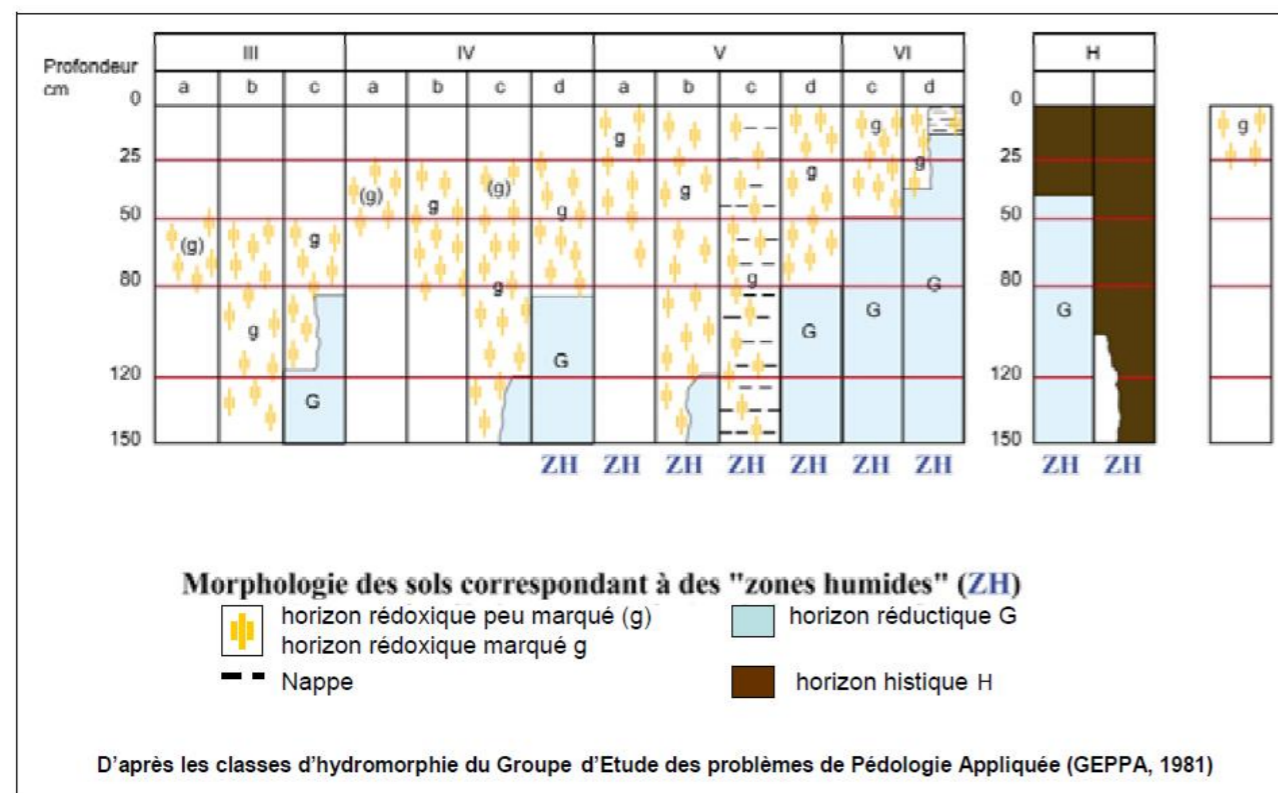 III IV V VI H
Profondeur
cm
a b c a b c d a b c d c d
0 0
g g g g
25 25
(g) g (g) g g g g
50 50
(g) g g
80 g g G 80
g G G G G
120 G 120
150 150
ZH ZH ZH ZH ZH ZH ZH ZH ZH
Morphologie des sols correspondant à des "zones humides" (ZH)
horizon rédoxique peu marqué (g) horizon réductique G
horizon rédoxique marqué g
Nappe horizon histique H
D'après les classes d'hydromorphie du Groupe d'Etude des problèmes de Pédologie Appliquée (GEPPA, 1981)